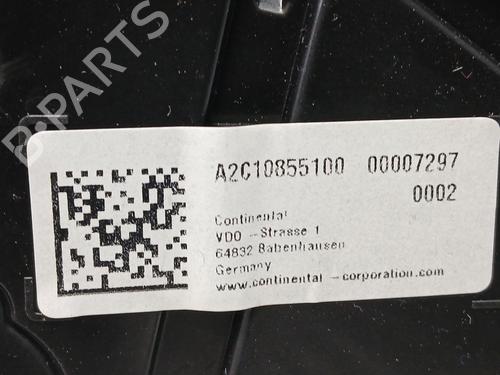 B-PARTS
A2C10855100 00007297
0002
Continental
VDO -Strasse 1
64832 Babenhausen
Germany
www.continental -corporation.com